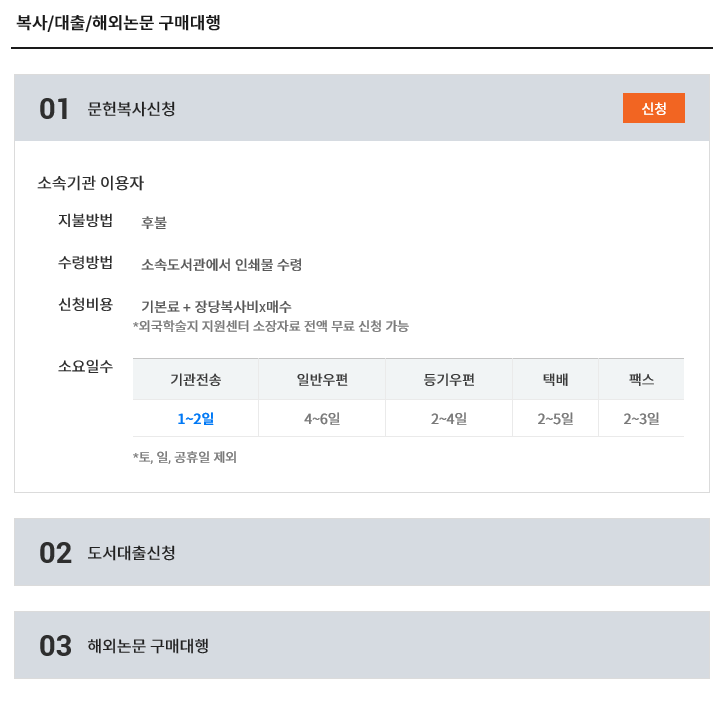 복사/대출/해외논문 구매대행
01 문헌복사신청 신청
소속기관 이용자
지불방법 후불
수령방법 소속도서관에서 인쇄물 수령
신청비용 기본료 + 장당복사비x매수
*외국학술지 지원센터 소장자료 전액 무료 신청 가능
소요일수 기관전송 일반우편 등기우편 택배 팩스
1~2일 4~6일 2~4일 2~5일 2~3일
*토, 일, 공휴일 제외
02 도서대출신청
03 해외논문 구매대행